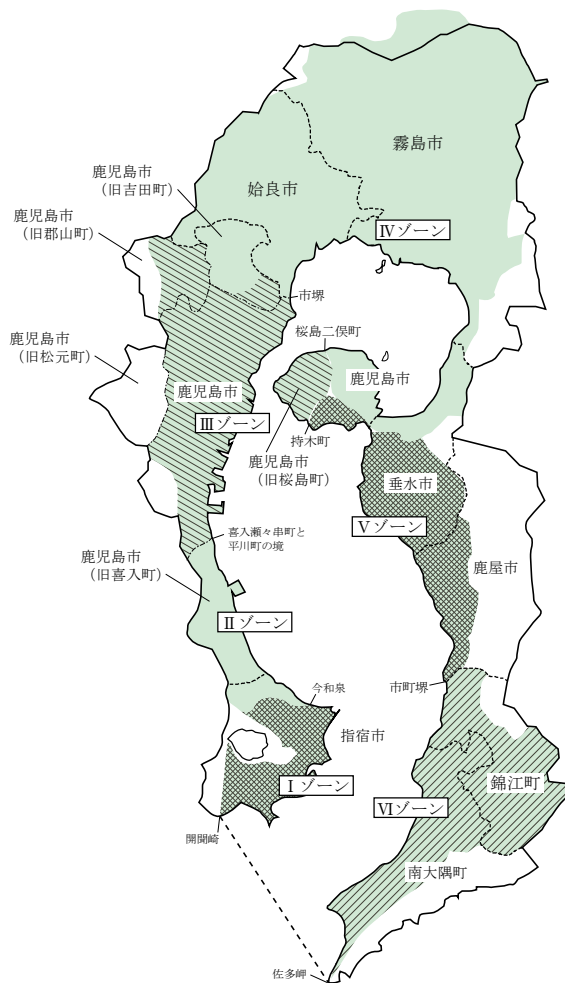 霧島市
鹿児島市
(旧吉田町)
姶良市
鹿児島市
(旧郡山町)
Ⅳゾーン
市堺
桜島二俣町
鹿児島市
(旧松元町)
鹿児島市
鹿児島市
Ⅲゾーン
持木町
鹿児島市
(旧桜島町)
垂水市
Ⅴゾーン
喜入瀬々串町と
平川町の境
鹿児島市
(旧喜入町)
鹿屋市
Ⅱゾーン
市町堺
今和泉
指宿市
Ⅰゾーン
錦江町
Ⅵゾーン
開聞崎
南大隅町
佐多岬